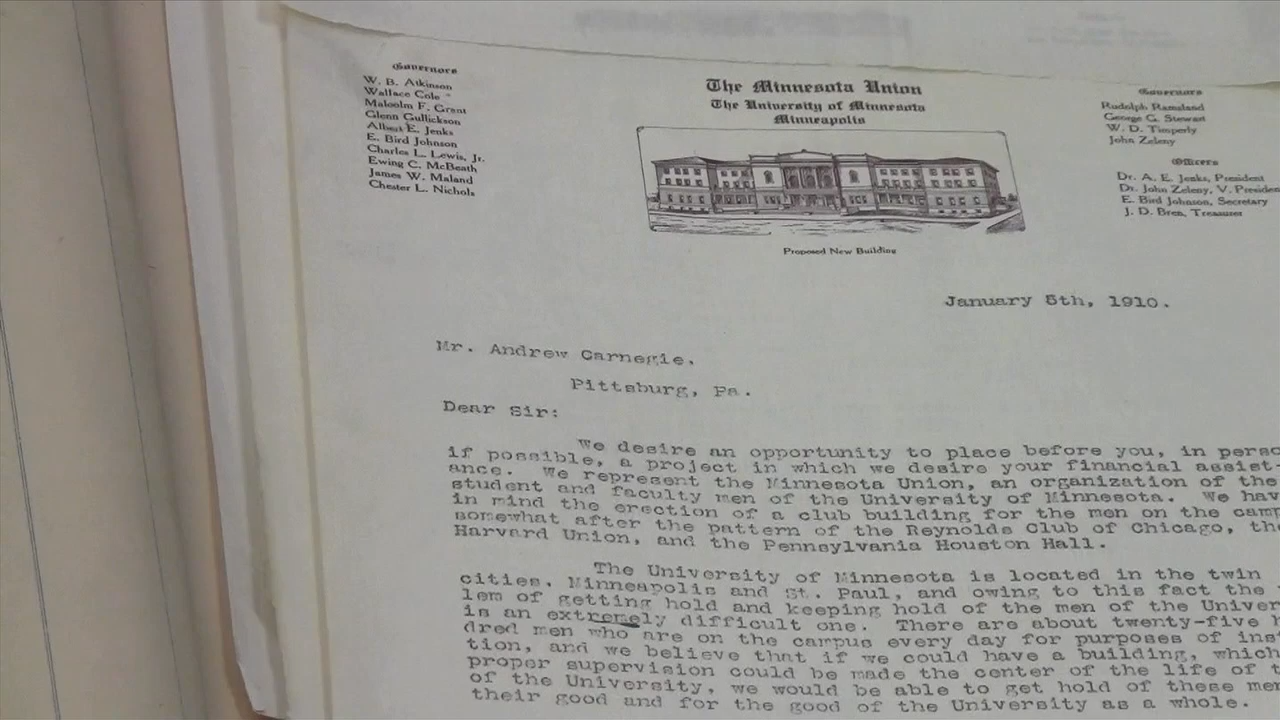 Governors
W. B. Atkinson
Wallace Cole
Malcolm F. Grant
Glenn Gullickson
Albert E. Jenks
E. Bird Johnson
Charles L. Lewis, Jr.
Ewing C. McBeath
James W. Maland
Chester L. Nichols
The Minnesota Union
The University of Minnesota
Minneapolis
Proposed New Building
Governors
Rudolph Ramsland
George G. Stewart
W. D. Timperly
John Zeleny
Officers
Dr. A. E. Jenks, President
Dr. John Zeleny, V. Presiden
E. Bird Johnson, Secretary
J. D. Bren, Treasurer
January 5th, 1910.
Mr. Andrew Carnegie,
Pittsburg, Pa.
Dear Sir:
We desire an opportunity to place before you, in perso
if possible, a project in which we desire your financial assist-
ance. We represent the Minnesota Union, an organization of the
student and faculty men of the University of Minnesota. We hav
in mind the erection of a club building for the men on the camp
somewhat after the pattern of the Reynolds Club of Chicago, the
Harvard Union, and the Pennsylvania Houston Hall.
The University of Minnesota is located in the twin
cities, Minneapolis and St. Paul, and owing to this fact the
lem of getting hold and keeping hold of the men of the Univer
is an extremely difficult one. There are about twenty-five h
dred men who are on the campus every day for purposes of ins
tion, and we believe that if we could have a building, which
proper supervision could be made the center of the life of t
of the University, we would be able to get hold of these men
their good and for the good of the University as a whole.